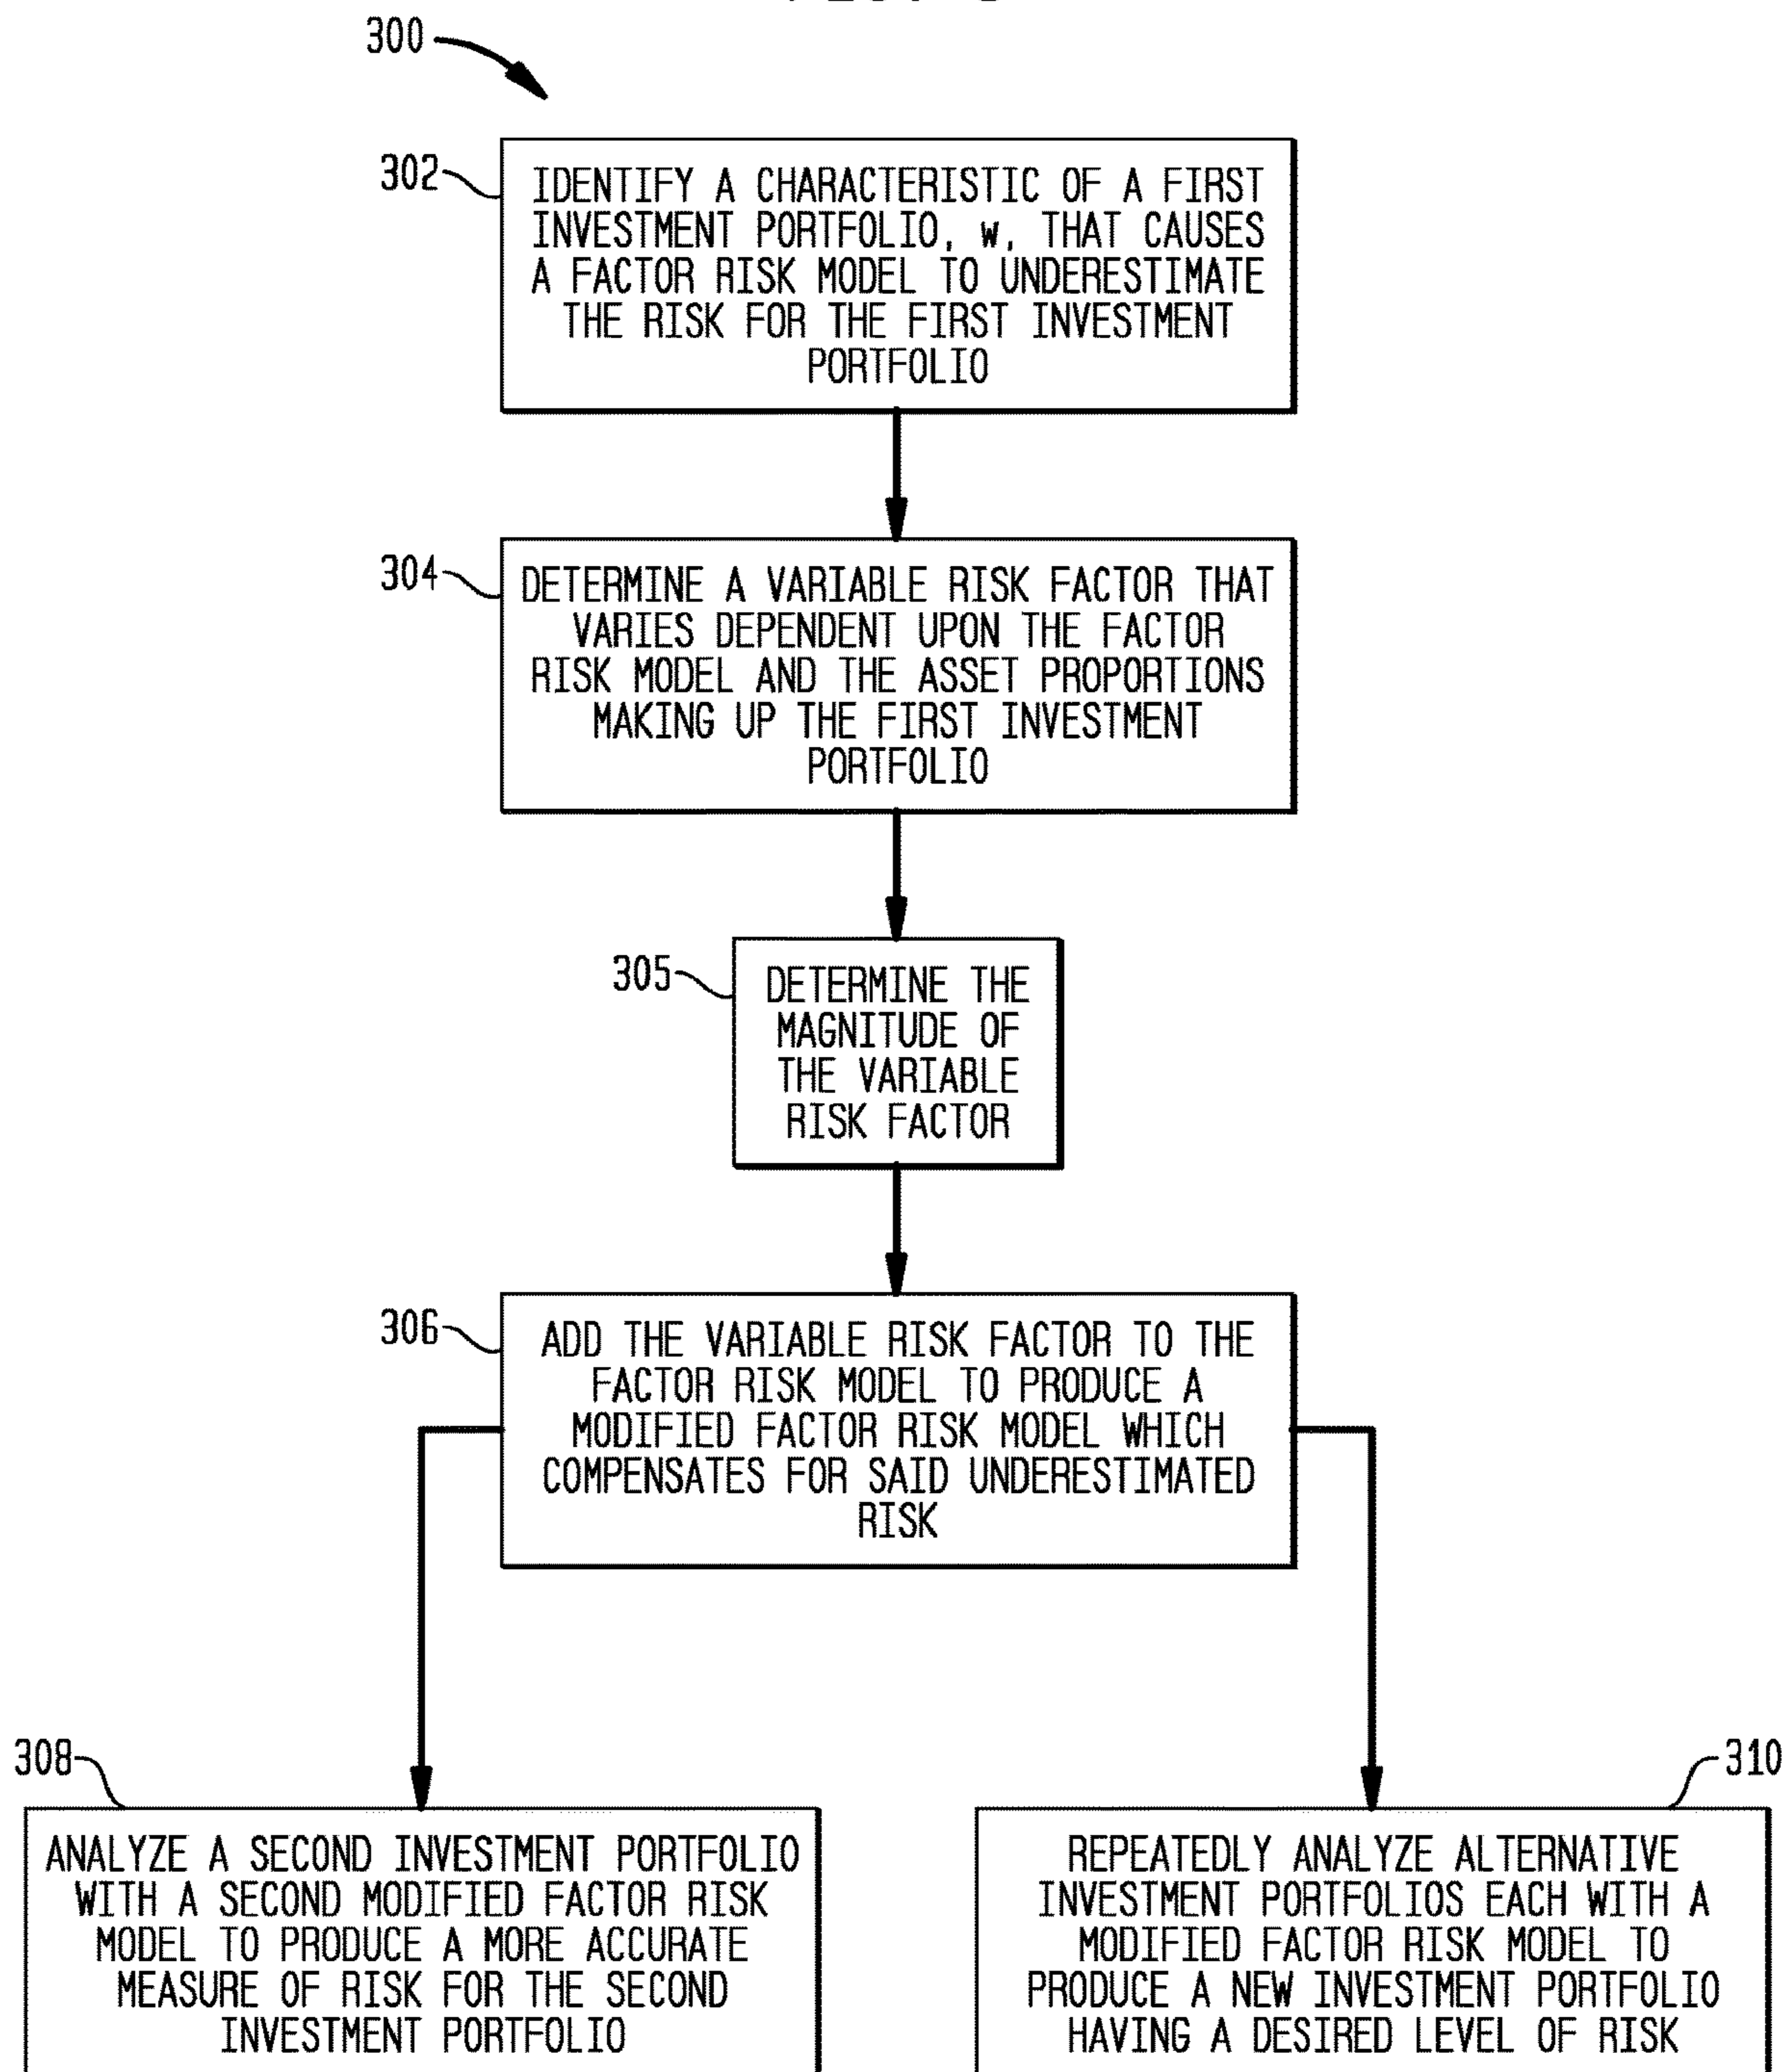 300
302
IDENTIFY A CHARACTERISTIC OF A FIRST
INVESTMENT PORTFOLIO, w, THAT CAUSES
A FACTOR RISK MODEL TO UNDERESTIMATE
THE RISK FOR THE FIRST INVESTMENT
PORTFOLIO
304
DETERMINE A VARIABLE RISK FACTOR THAT
VARIES DEPENDENT UPON THE FACTOR
RISK MODEL AND THE ASSET PROPORTIONS
MAKING UP THE FIRST INVESTMENT
PORTFOLIO
305
DETERMINE THE
MAGNITUDE OF
THE VARIABLE
RISK FACTOR
306
ADD THE VARIABLE RISK FACTOR TO THE
FACTOR RISK MODEL TO PRODUCE A
MODIFIED FACTOR RISK MODEL WHICH
COMPENSATES FOR SAID UNDERESTIMATED
RISK
308
ANALYZE A SECOND INVESTMENT PORTFOLIO
WITH A SECOND MODIFIED FACTOR RISK
MODEL TO PRODUCE A MORE ACCURATE
MEASURE OF RISK FOR THE SECOND
INVESTMENT PORTFOLIO
310
REPEATEDLY ANALYZE ALTERNATIVE
INVESTMENT PORTFOLIOS EACH WITH A
MODIFIED FACTOR RISK MODEL TO
PRODUCE A NEW INVESTMENT PORTFOLIO
HAVING A DESIRED LEVEL OF RISK